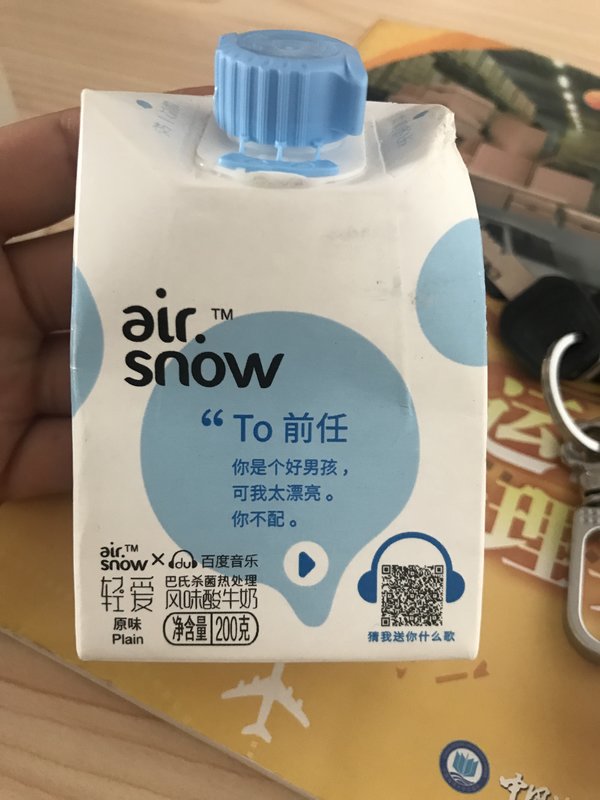 air.™
snow
“ To 前任
你是个好男孩，
可我太漂亮。
你不配。
air.™
snow × du 百度音乐
轻爱 巴氏杀菌热处理
风味酸牛奶
原味
Plain
净含量 200克
猜我送你什么歌
运
理